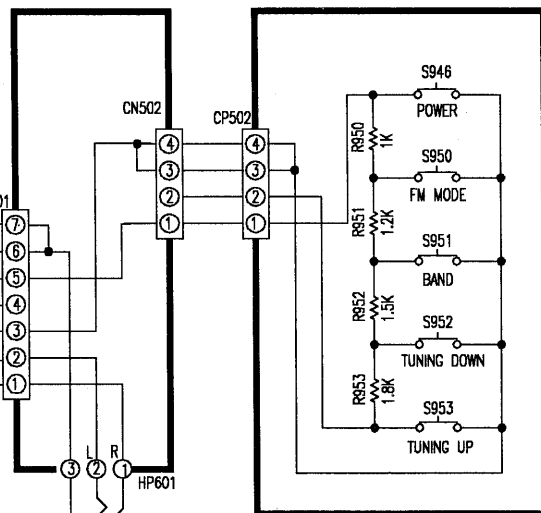 S946
POWER
CN502
CP502
R950
1K
S950
FM MODE
4
4
3
3
2
2
1
1
01
7
6
5
4
3
2
1
R951
1.2K
S951
BAND
R952
1.5K
S952
TUNING DOWN
R953
1.8K
S953
TUNING UP
L
R
3
2
1
HP601